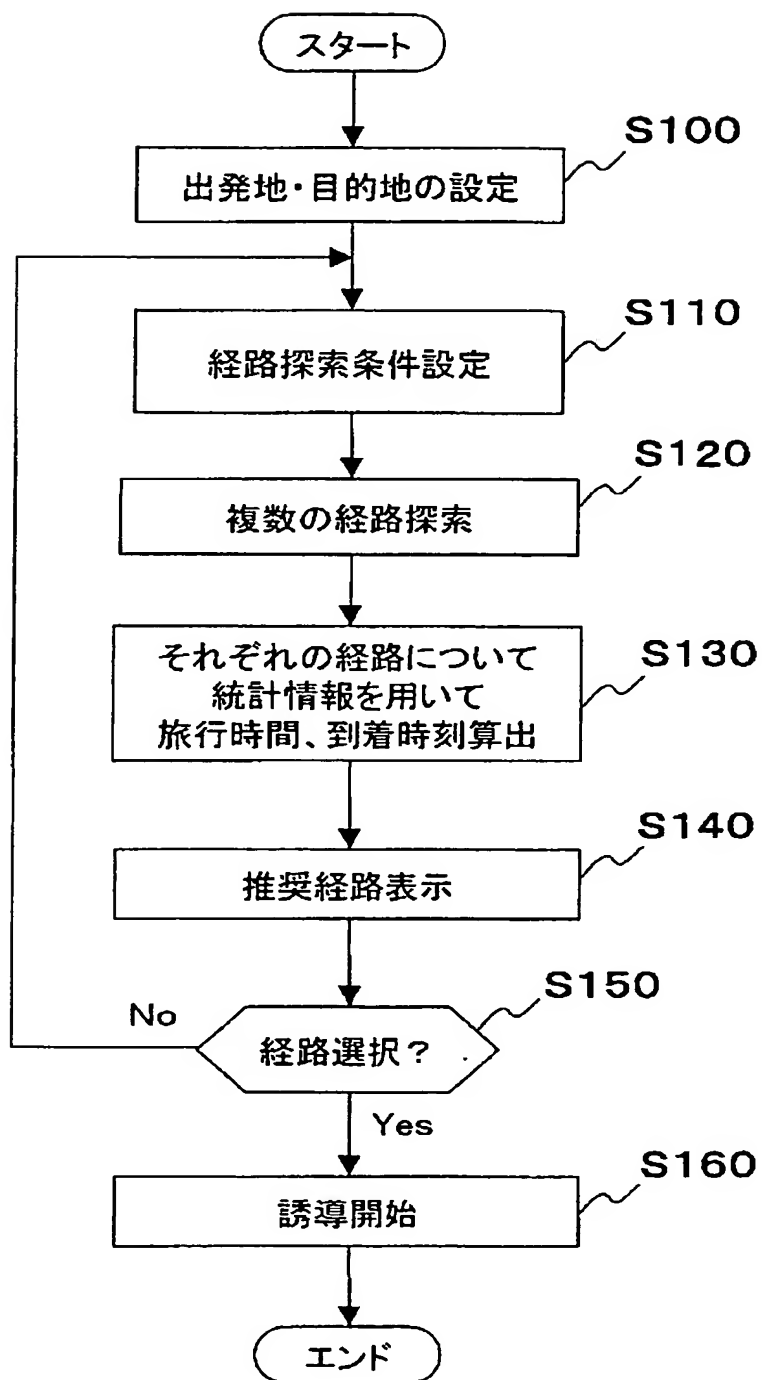 スタート
S100
出発地・目的地の設定
S110
経路探索条件設定
S120
複数の経路探索
S130
それぞれの経路について
統計情報を用いて
旅行時間、到着時刻算出
S140
推奨経路表示
S150
No
経路選択?
Yes
S160
誘導開始
エンド